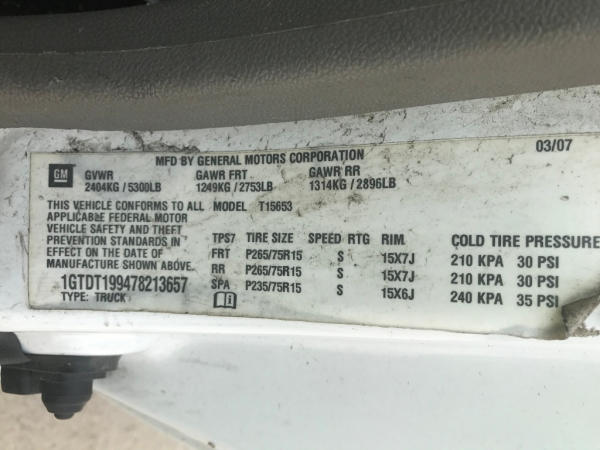 03/07
MFD BY GENERAL MOTORS CORPORATION
GM
GVWR GAWR FRT GAWR RR
2404KG / 5300LB 1249KG / 2753LB 1314KG / 2896LB
THIS VEHICLE CONFORMS TO ALL MODEL T15653
APPLICABLE FEDERAL MOTOR
VEHICLE SAFETY AND THEFT
PREVENTION STANDARDS IN
EFFECT ON THE DATE OF
MANUFACTURE SHOWN ABOVE.
1GTDT199478213657
TYPE: TRUCK
TPS7 TIRE SIZE SPEED RTG RIM COLD TIRE PRESSURE
FRT P265/75R15 S 15X7J 210 KPA 30 PSI
RR P265/75R15 S 15X7J 210 KPA 30 PSI
SPA P235/75R15 S 15X6J 240 KPA 35 PSI